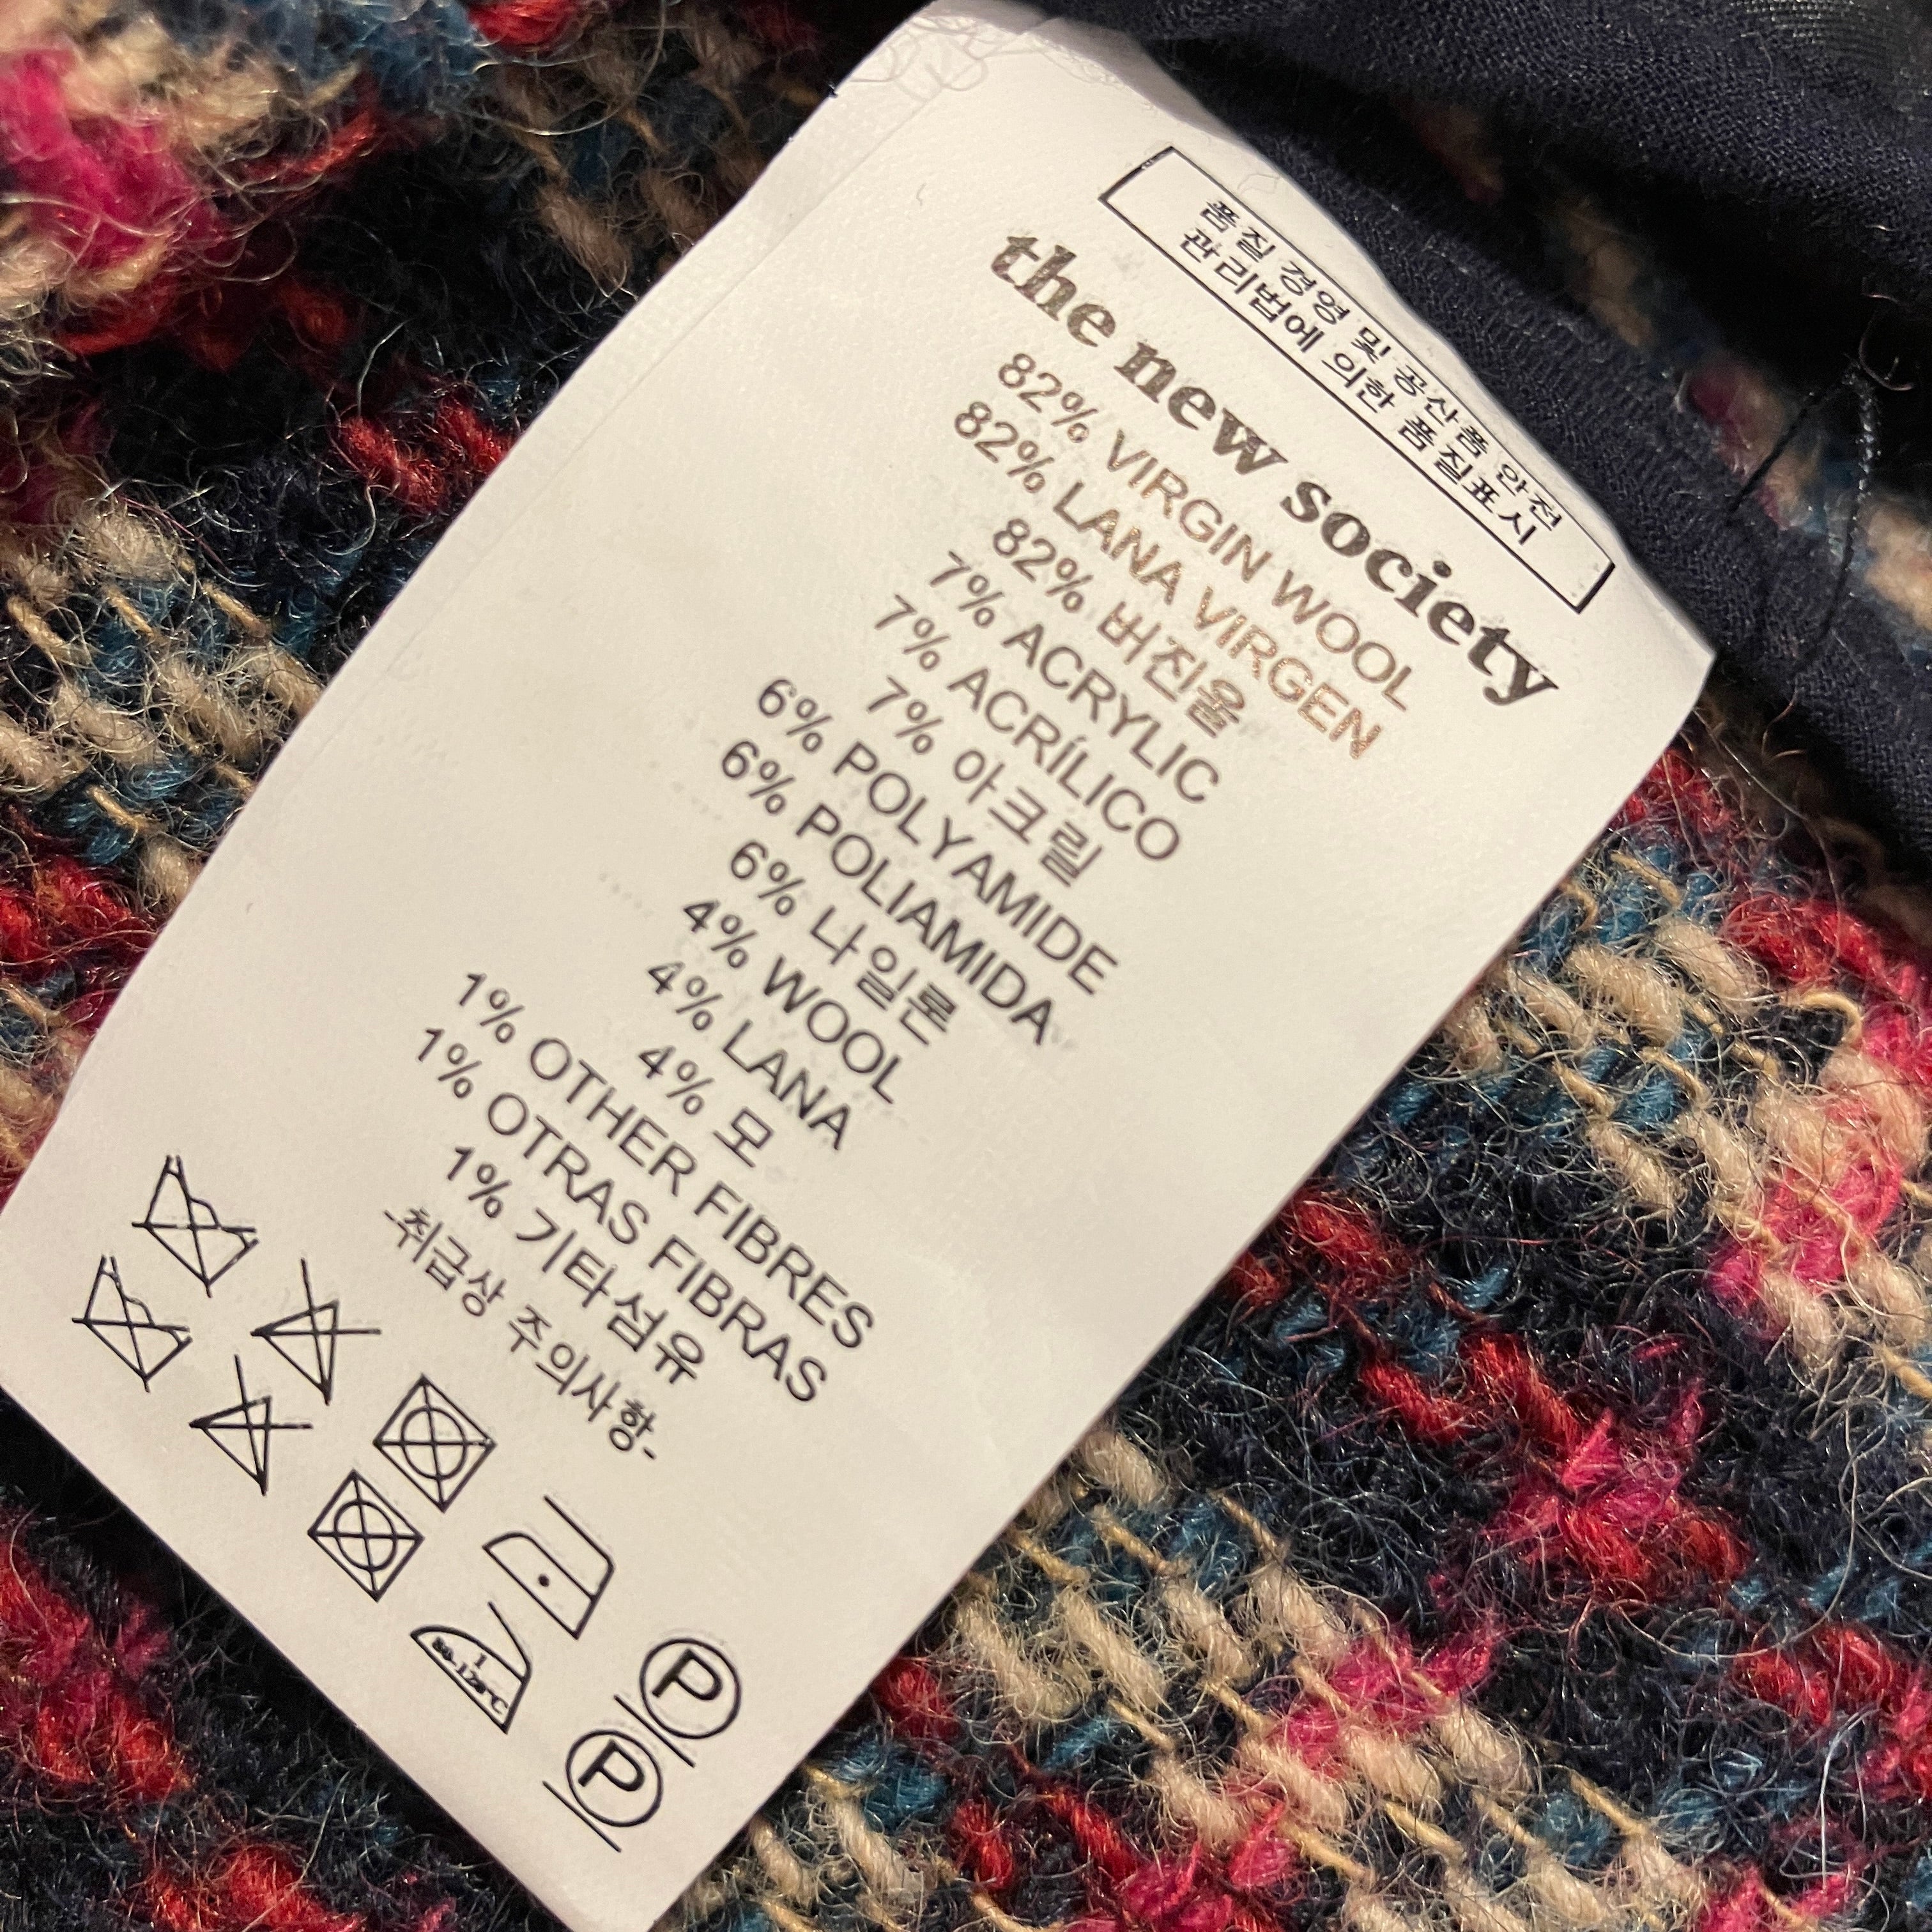 품질 경영 및 공산품 안전
관리법에 의한 품질표시
the new society
82% VIRGIN WOOL
82% LANA VIRGEN
82% 버진울
7% ACRYLIC
7% ACRÍLICO
7% 아크릴
6% POLYAMIDE
6% POLIAMIDA
6% 나일론
4% WOOL
4% LANA
4% 모
1% OTHER FIBRES
1% OTRAS FIBRAS
1% 기타섬유
-취급상 주의사항-
P
1
80-120°C
P